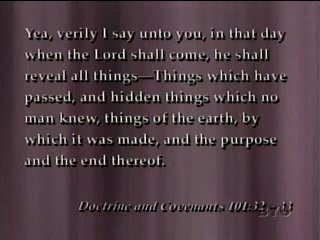 Yea, verily I say unto you, in that day
when the Lord shall come, he shall
reveal all things—Things which have
passed, and hidden things which no
man knew, things of the earth, by
which it was made, and the purpose
and the end thereof.
Doctrine and Covenants 101:32 - 33
BYU